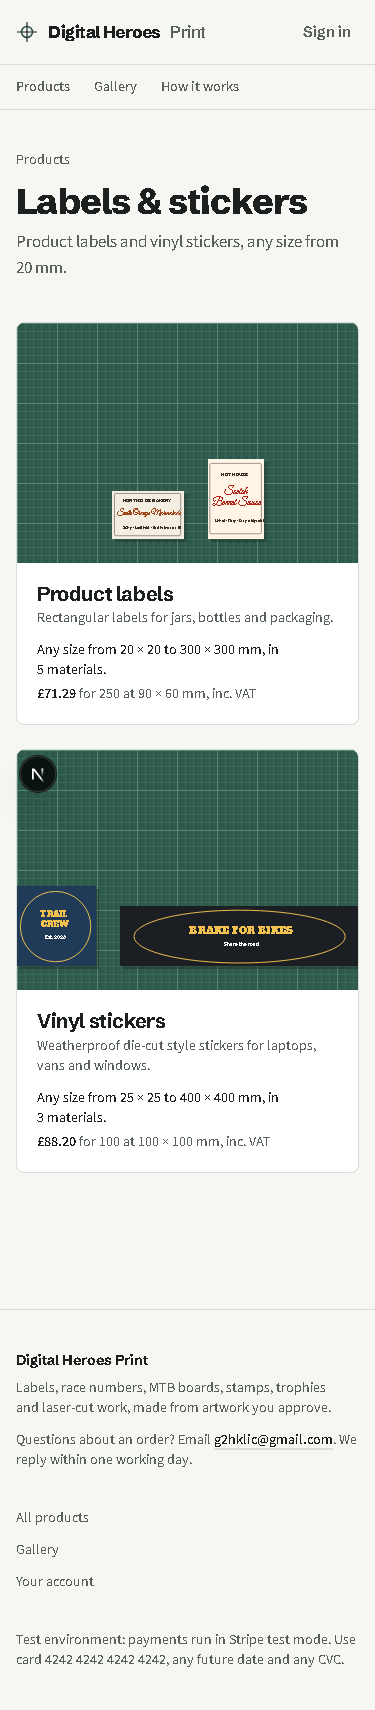 Digital Heroes Print
Sign in
Products Gallery How it works
Products
Labels & stickers
Product labels and vinyl stickers, any size from
20 mm.
HOT HOUSE
Scotch
Bonnet Sauce
Product labels
Rectangular labels for jars, bottles and packaging.
Any size from 20 × 20 to 300 × 300 mm, in
5 materials.
£71.29 for 250 at 90 × 60 mm, inc. VAT
N
TRAIL
CREW
Est. 2020
BRAKE FOR BIKES
Share the road
Vinyl stickers
Weatherproof die-cut style stickers for laptops,
vans and windows.
Any size from 25 × 25 to 400 × 400 mm, in
3 materials.
£88.20 for 100 at 100 × 100 mm, inc. VAT
Digital Heroes Print
Labels, race numbers, MTB boards, stamps, trophies
and laser-cut work, made from artwork you approve.
Questions about an order? Email g2hklic@gmail.com. We
reply within one working day.
All products
Gallery
Your account
Test environment: payments run in Stripe test mode. Use
card 4242 4242 4242 4242, any future date and any CVC.